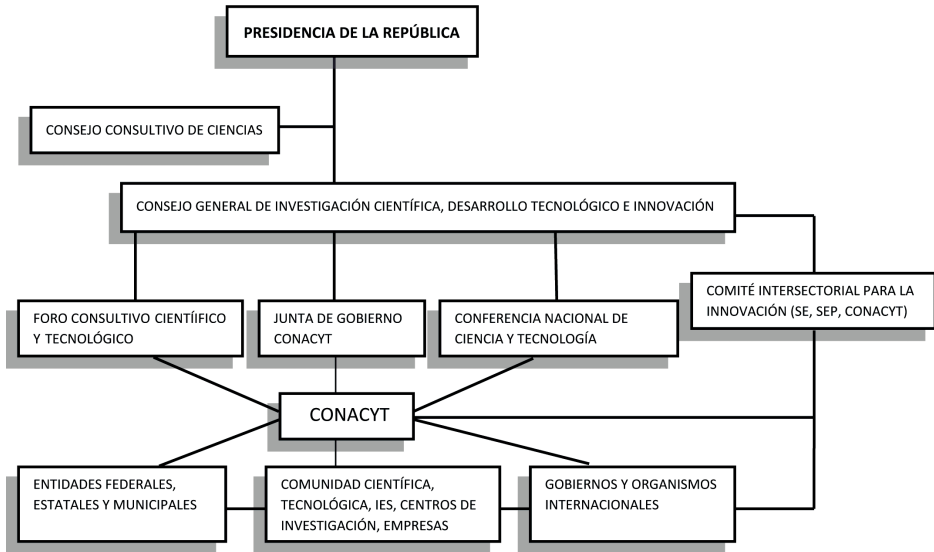 PRESIDENCIA DE LA REPÚBLICA
CONSEJO CONSULTIVO DE CIENCIAS
CONSEJO GENERAL DE INVESTIGACIÓN CIENTÍFICA, DESARROLLO TECNOLÓGICO E INNOVACIÓN
COMITÉ INTERSECTORIAL PARA LA
INNOVACIÓN (SE, SEP, CONACYT)
FORO CONSULTIVO CIENTÍIFICO
Y TECNOLÓGICO
JUNTA DE GOBIERNO
CONACYT
CONFERENCIA NACIONAL DE
CIENCIA Y TECNOLOGÍA
CONACYT
ENTIDADES FEDERALES,
ESTATALES Y MUNICIPALES
COMUNIDAD CIENTÍFICA,
TECNOLÓGICA, IES, CENTROS DE
INVESTIGACIÓN, EMPRESAS
GOBIERNOS Y ORGANISMOS
INTERNACIONALES